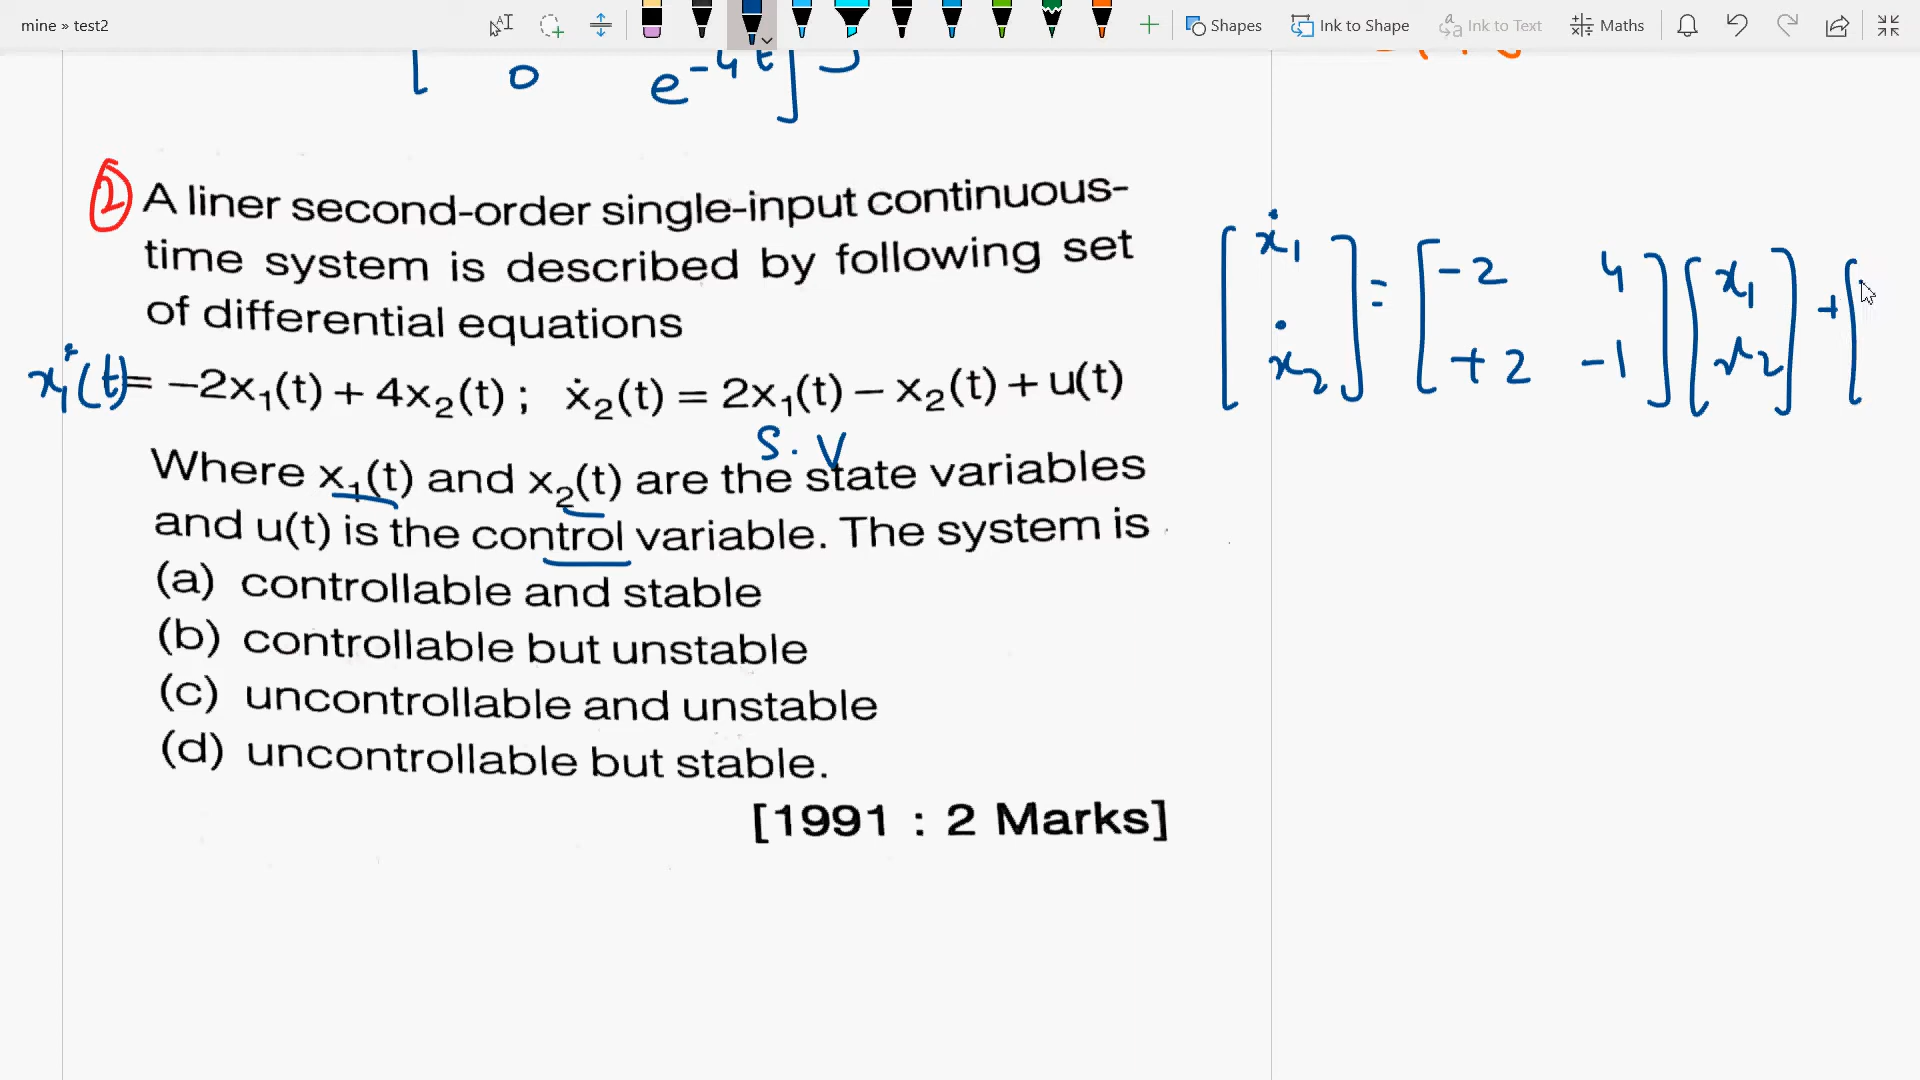 mine » test2
Shapes Ink to Shape Ink to Text Maths
0 e^{-4t}
② A liner second-order single-input continuous-
time system is described by following set
of differential equations
ẋ₁(t) = −2x₁(t) + 4x₂(t) ; ẋ₂(t) = 2x₁(t) − x₂(t) + u(t)
S. V
Where x₁(t) and x₂(t) are the state variables
and u(t) is the control variable. The system is
(a) controllable and stable
(b) controllable but unstable
(c) uncontrollable and unstable
(d) uncontrollable but stable.
[1991 : 2 Marks]
[ẋ₁ = [-2 4] [x₁] + [
ẋ₂] +2 -1 x₂